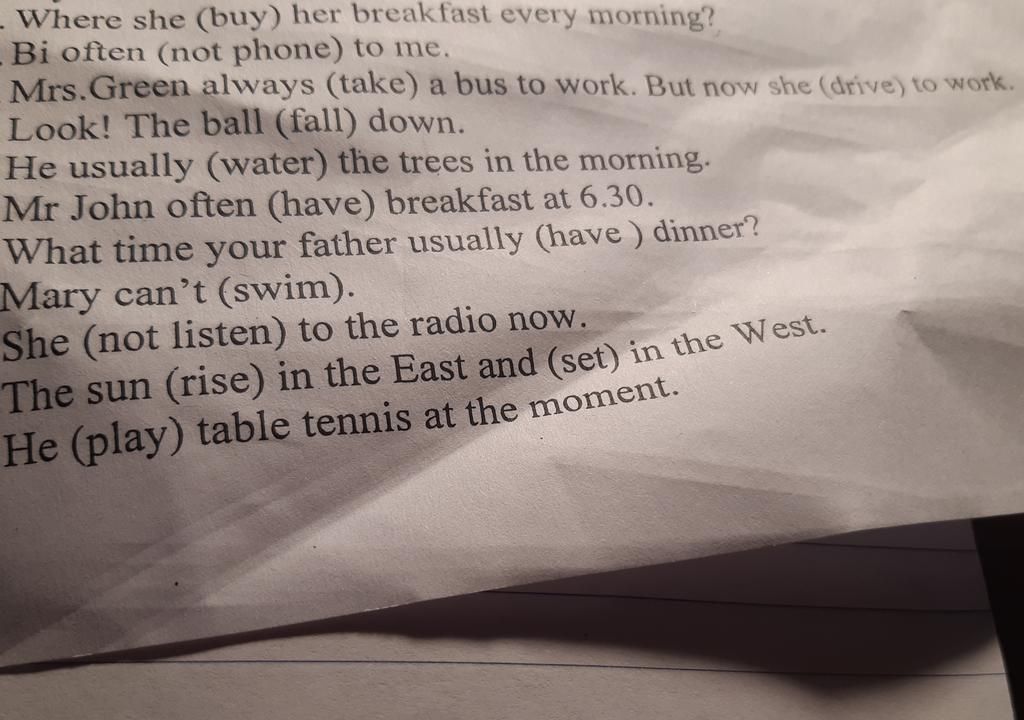 . Where she (buy) her breakfast every morning?
. Bi often (not phone) to me.
Mrs.Green always (take) a bus to work. But now she (drive) to work.
Look! The ball (fall) down.
He usually (water) the trees in the morning.
Mr John often (have) breakfast at 6.30.
What time your father usually (have ) dinner?
Mary can't (swim).
She (not listen) to the radio now.
The sun (rise) in the East and (set) in the West.
He (play) table tennis at the moment.